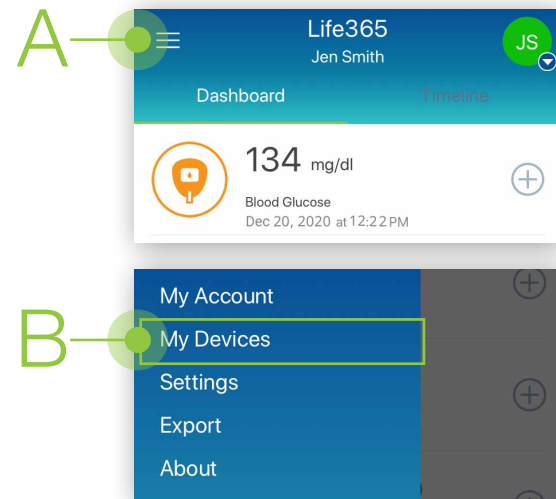 A
Life365
Jen Smith
JS
Dashboard Timeline
134 mg/dl
Blood Glucose
Dec 20, 2020 at 12:22 PM
B
My Account
My Devices
Settings
Export
About